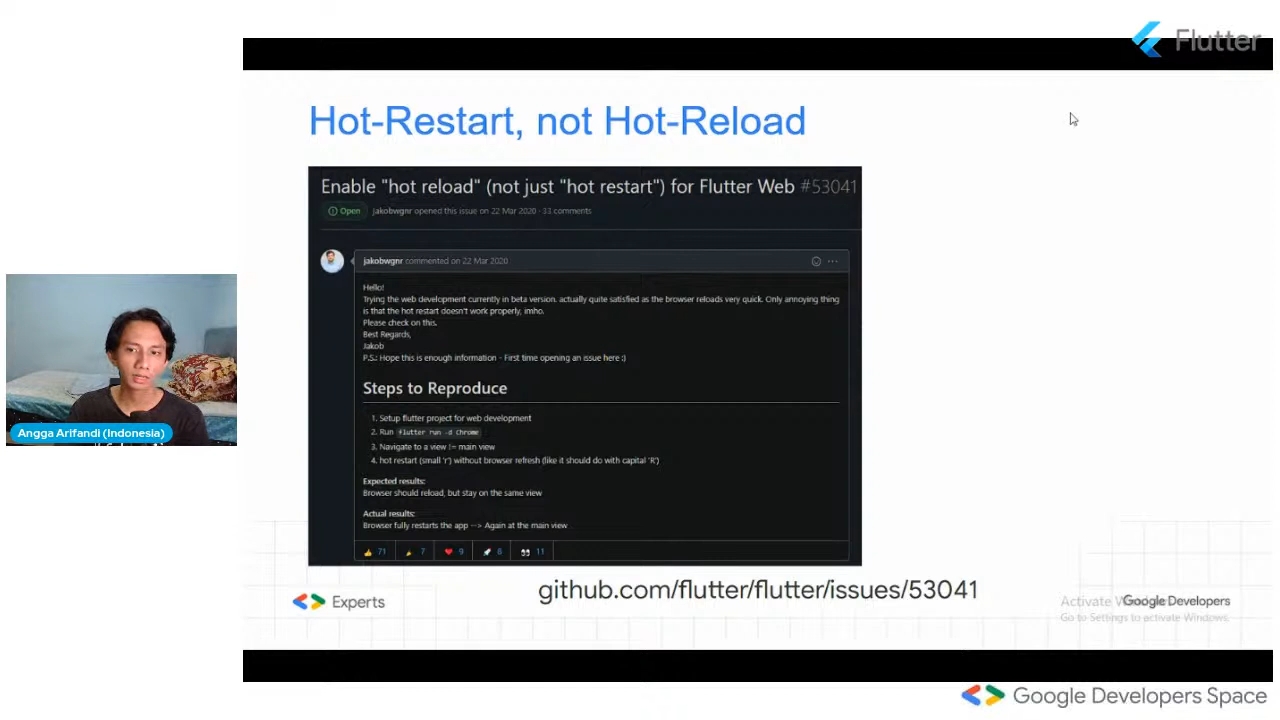 Flutter
Hot-Restart, not Hot-Reload
Enable "hot reload" (not just "hot restart") for Flutter Web #53041
Open jakobwgnr opened this issue on 22 Mar 2020 · 33 comments
jakobwgnr commented on 22 Mar 2020
Hello!
Trying the web development currently in beta version. actually quite satisfied as the browser reloads very quick. Only annoying thing
is that the hot restart doesn't work properly, imho.
Please check on this.
Best Regards,
Jakob
P.S.: Hope this is enough information - First time opening an issue here :)
Steps to Reproduce
1. Setup flutter project for web development
2. Run flutter run -d Chrome
3. Navigate to a view != main view
4. hot restart (small 'r') without browser refresh (like it should do with capital 'R')
Expected results:
Browser should reload, but stay on the same view
Actual results:
Browser fully restarts the app --> Again at the main view
71 7 9 6 11
Angga Arifandi (Indonesia)
github.com/flutter/flutter/issues/53041
Experts
Activate
Google Developers
Go to Settings to activate Windows.
Google Developers Space